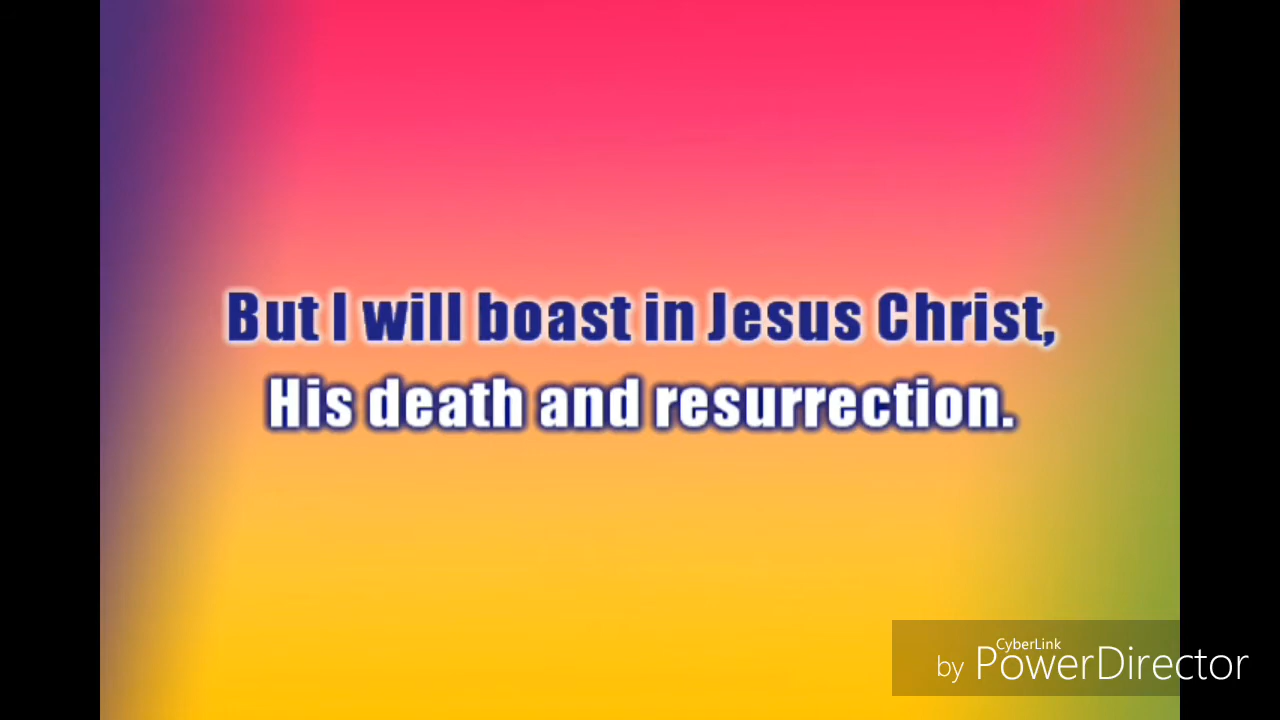 But I will boast in Jesus Christ,
His death and resurrection.
CyberLink
by PowerDirector